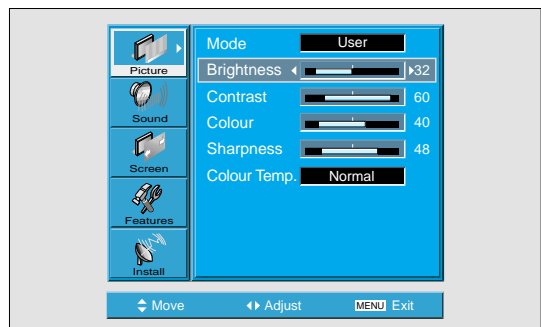 Picture
Sound
Screen
Features
Install
Mode User
Brightness 32
Contrast 60
Colour 40
Sharpness 48
Colour Temp. Normal
Move Adjust MENU Exit